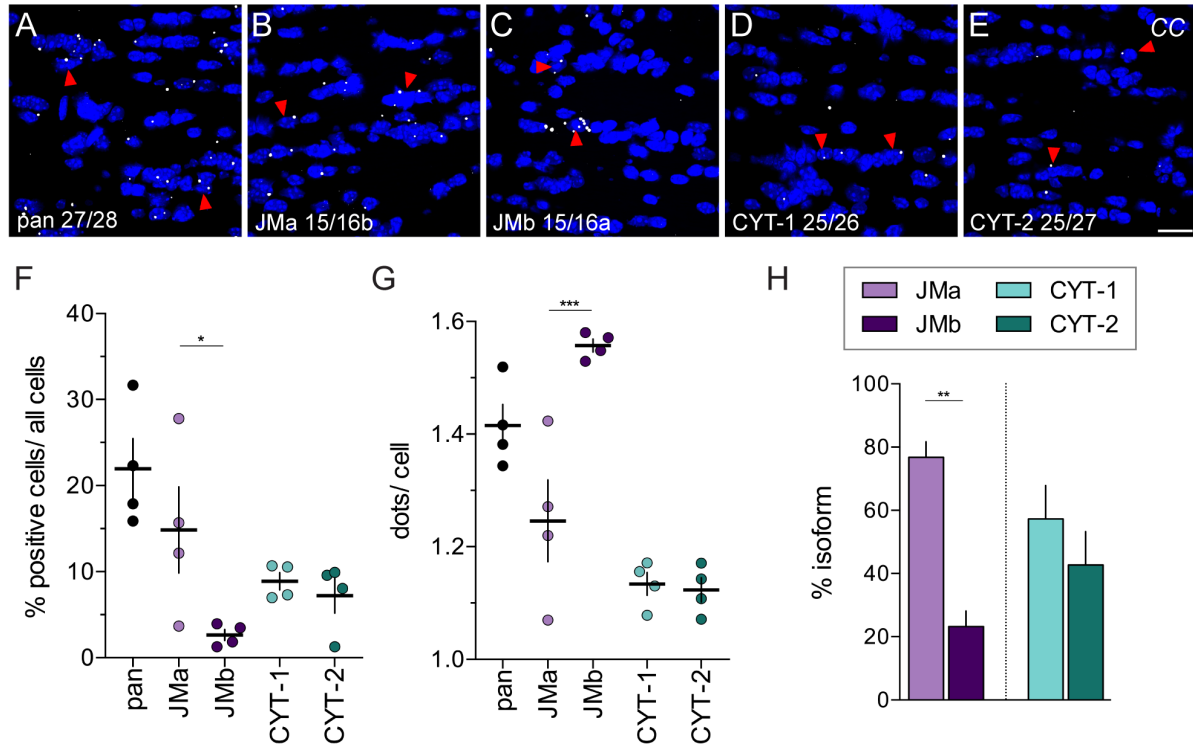 A
B
C
D
E
CC
pan 27/28
JMa 15/16b
JMb 15/16a
CYT-1 25/26
CYT-2 25/27
F
% positive cells/ all cells
40
30
20
10
0
*
pan
JMa
JMb
CYT-1
CYT-2
G
dots/ cell
1.6
1.4
1.2
1.0
***
pan
JMa
JMb
CYT-1
CYT-2
H
JMa
CYT-1
JMb
CYT-2
% isoform
100
80
60
40
20
0
**